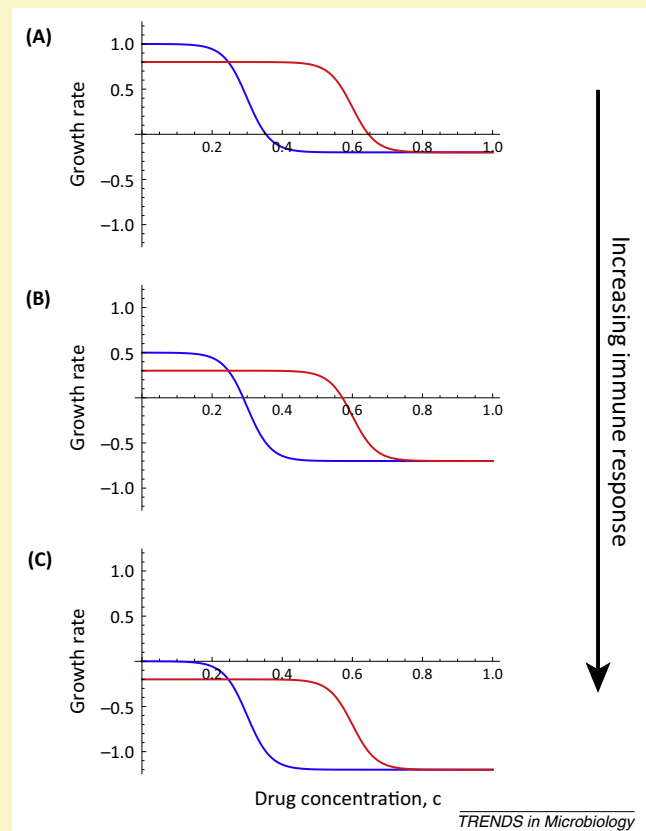 (A)
1.0
0.5
−0.5
−1.0
0.2 0.4 0.6 0.8 1.0
Growth rate
(B)
1.0
0.5
−0.5
−1.0
0.2 0.4 0.6 0.8 1.0
Growth rate
(C)
1.0
0.5
−0.5
−1.0
0.2 0.4 0.6 0.8 1.0
Growth rate
Drug concentration, c
Increasing immune response
TRENDS in Microbiology